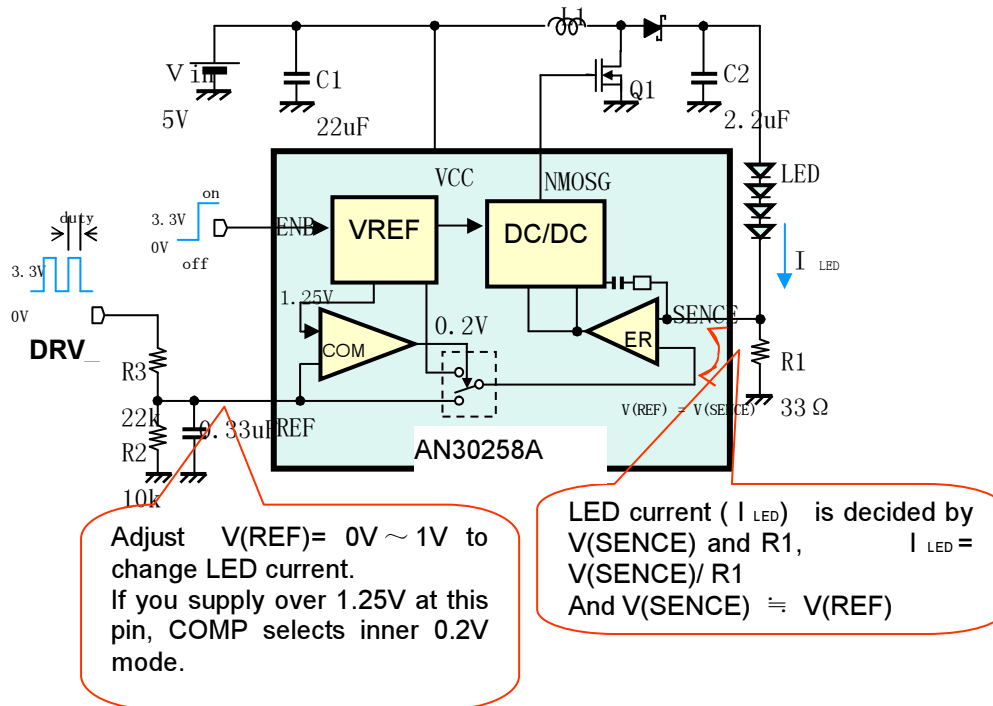 L1
Vin
5V
C1
22uF
Q1
C2
2.2uF
LED
I LED
VCC
NMOSG
on
3.3V
0V
off
ENB
VREF
DC/DC
duty
3.3V
0V
DRV_
1.25V
COM
0.2V
SENCE
ER
R1
33Ω
V(REF) = V(SENCE)
R3
22k
R2
10k
0.33uF
REF
AN30258A
Adjust V(REF)= 0V ～ 1V to
change LED current.
If you supply over 1.25V at this
pin, COMP selects inner 0.2V
mode.
LED current ( I LED) is decided by
V(SENCE) and R1, I LED =
V(SENCE)/ R1
And V(SENCE) ≒ V(REF)